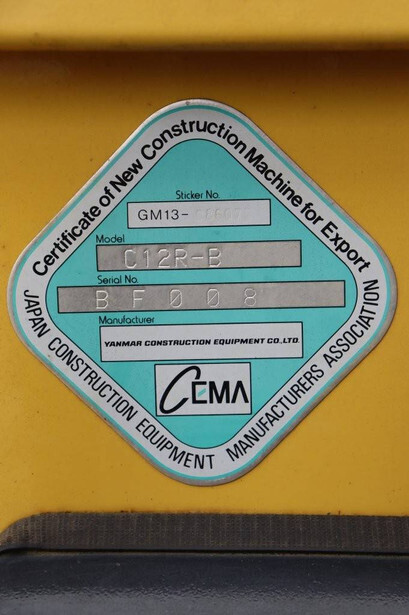 Certificate of New Construction Machine for Export
Sticker No.
GM13-
Model
C12R-B
Serial No.
BF008
Manufacturer
YANMAR CONSTRUCTION EQUIPMENT CO.,LTD.
CEMA
JAPAN CONSTRUCTION EQUIPMENT MANUFACTURERS ASSOCIATION